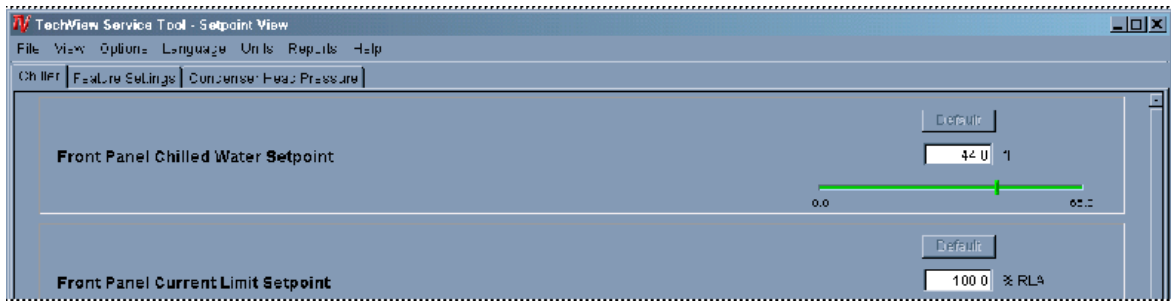 TechView Service Tool - Setpoint View
File View Options Language Units Reports Help
Chiller Feature Settings Condenser Head Pressure
Default
Front Panel Chilled Water Setpoint
44.0
0.0
65.0
Default
Front Panel Current Limit Setpoint
100.0 % RLA